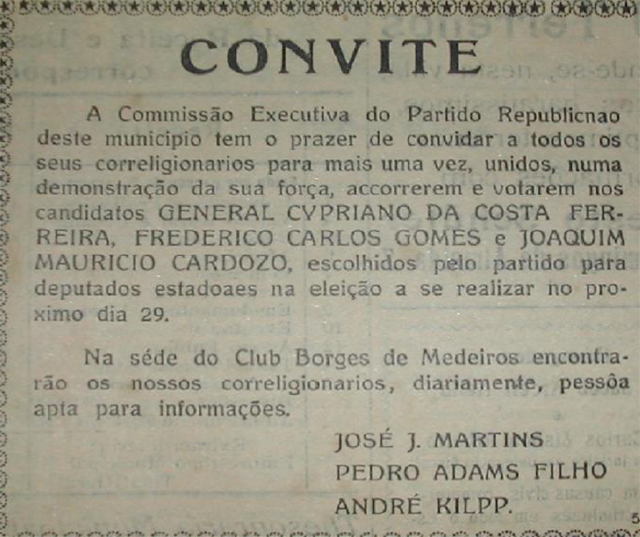 CONVITE
A Commissão Executiva do Partido Republicnao
deste municipio tem o prazer de convidar a todos os
seus correligionarios para mais uma vez, unidos, numa
demonstração da sua força, accorrerem e votarem nos
candidatos GENERAL CYPRIANO DA COSTA FER-
REIRA, FREDERICO CARLOS GOMES e JOAQUIM
MAURICIO CARDOZO, escolhidos pelo partido para
deputados estadoaes na eleição a se realizar no pro-
ximo dia 29.
Na séde do Club Borges de Medeiros encontra-
rão os nossos correligionarios, diariamente, pessôa
apta para informações.
JOSÉ J. MARTINS
PEDRO ADAMS FILHO
ANDRÉ KILPP.
5